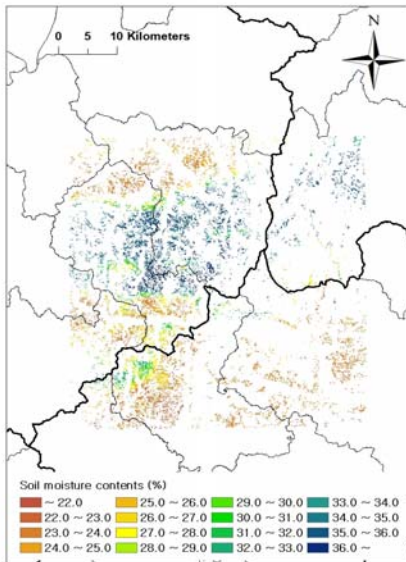 N
0 5 10 Kilometers
Soil moisture contents (%)
~ 22.0 25.0 ~ 26.0 29.0 ~ 30.0 33.0 ~ 34.0
22.0 ~ 23.0 26.0 ~ 27.0 30.0 ~ 31.0 34.0 ~ 35.0
23.0 ~ 24.0 27.0 ~ 28.0 31.0 ~ 32.0 35.0 ~ 36.0
24.0 ~ 25.0 28.0 ~ 29.0 32.0 ~ 33.0 36.0 ~